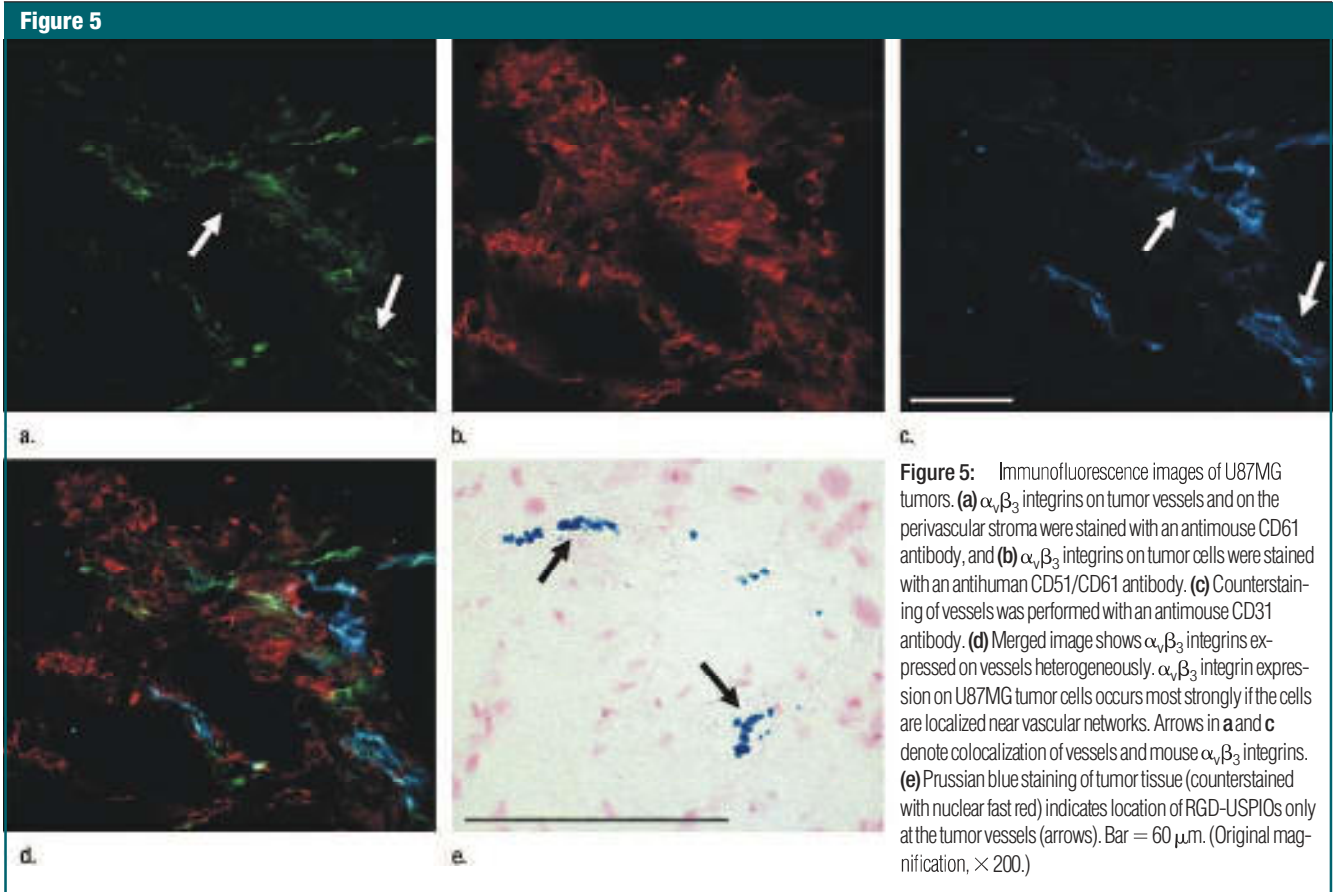 Figure 5
a.
b.
c.
Figure 5: Immunofluorescence images of U87MG
tumors. (a) αvβ3 integrins on tumor vessels and on the
perivascular stroma were stained with an antimouse CD61
antibody, and (b) αvβ3 integrins on tumor cells were stained
with an antihuman CD51/CD61 antibody. (c) Counterstain-
ing of vessels was performed with an antimouse CD31
antibody. (d) Merged image shows αvβ3 integrins ex-
pressed on vessels heterogeneously. αvβ3 integrin expres-
sion on U87MG tumor cells occurs most strongly if the cells
are localized near vascular networks. Arrows in a and c
denote colocalization of vessels and mouse αvβ3 integrins.
(e) Prussian blue staining of tumor tissue (counterstained
with nuclear fast red) indicates location of RGD-USPIOs only
at the tumor vessels (arrows). Bar = 60 μm. (Original mag-
nification, × 200.)
d.
e.